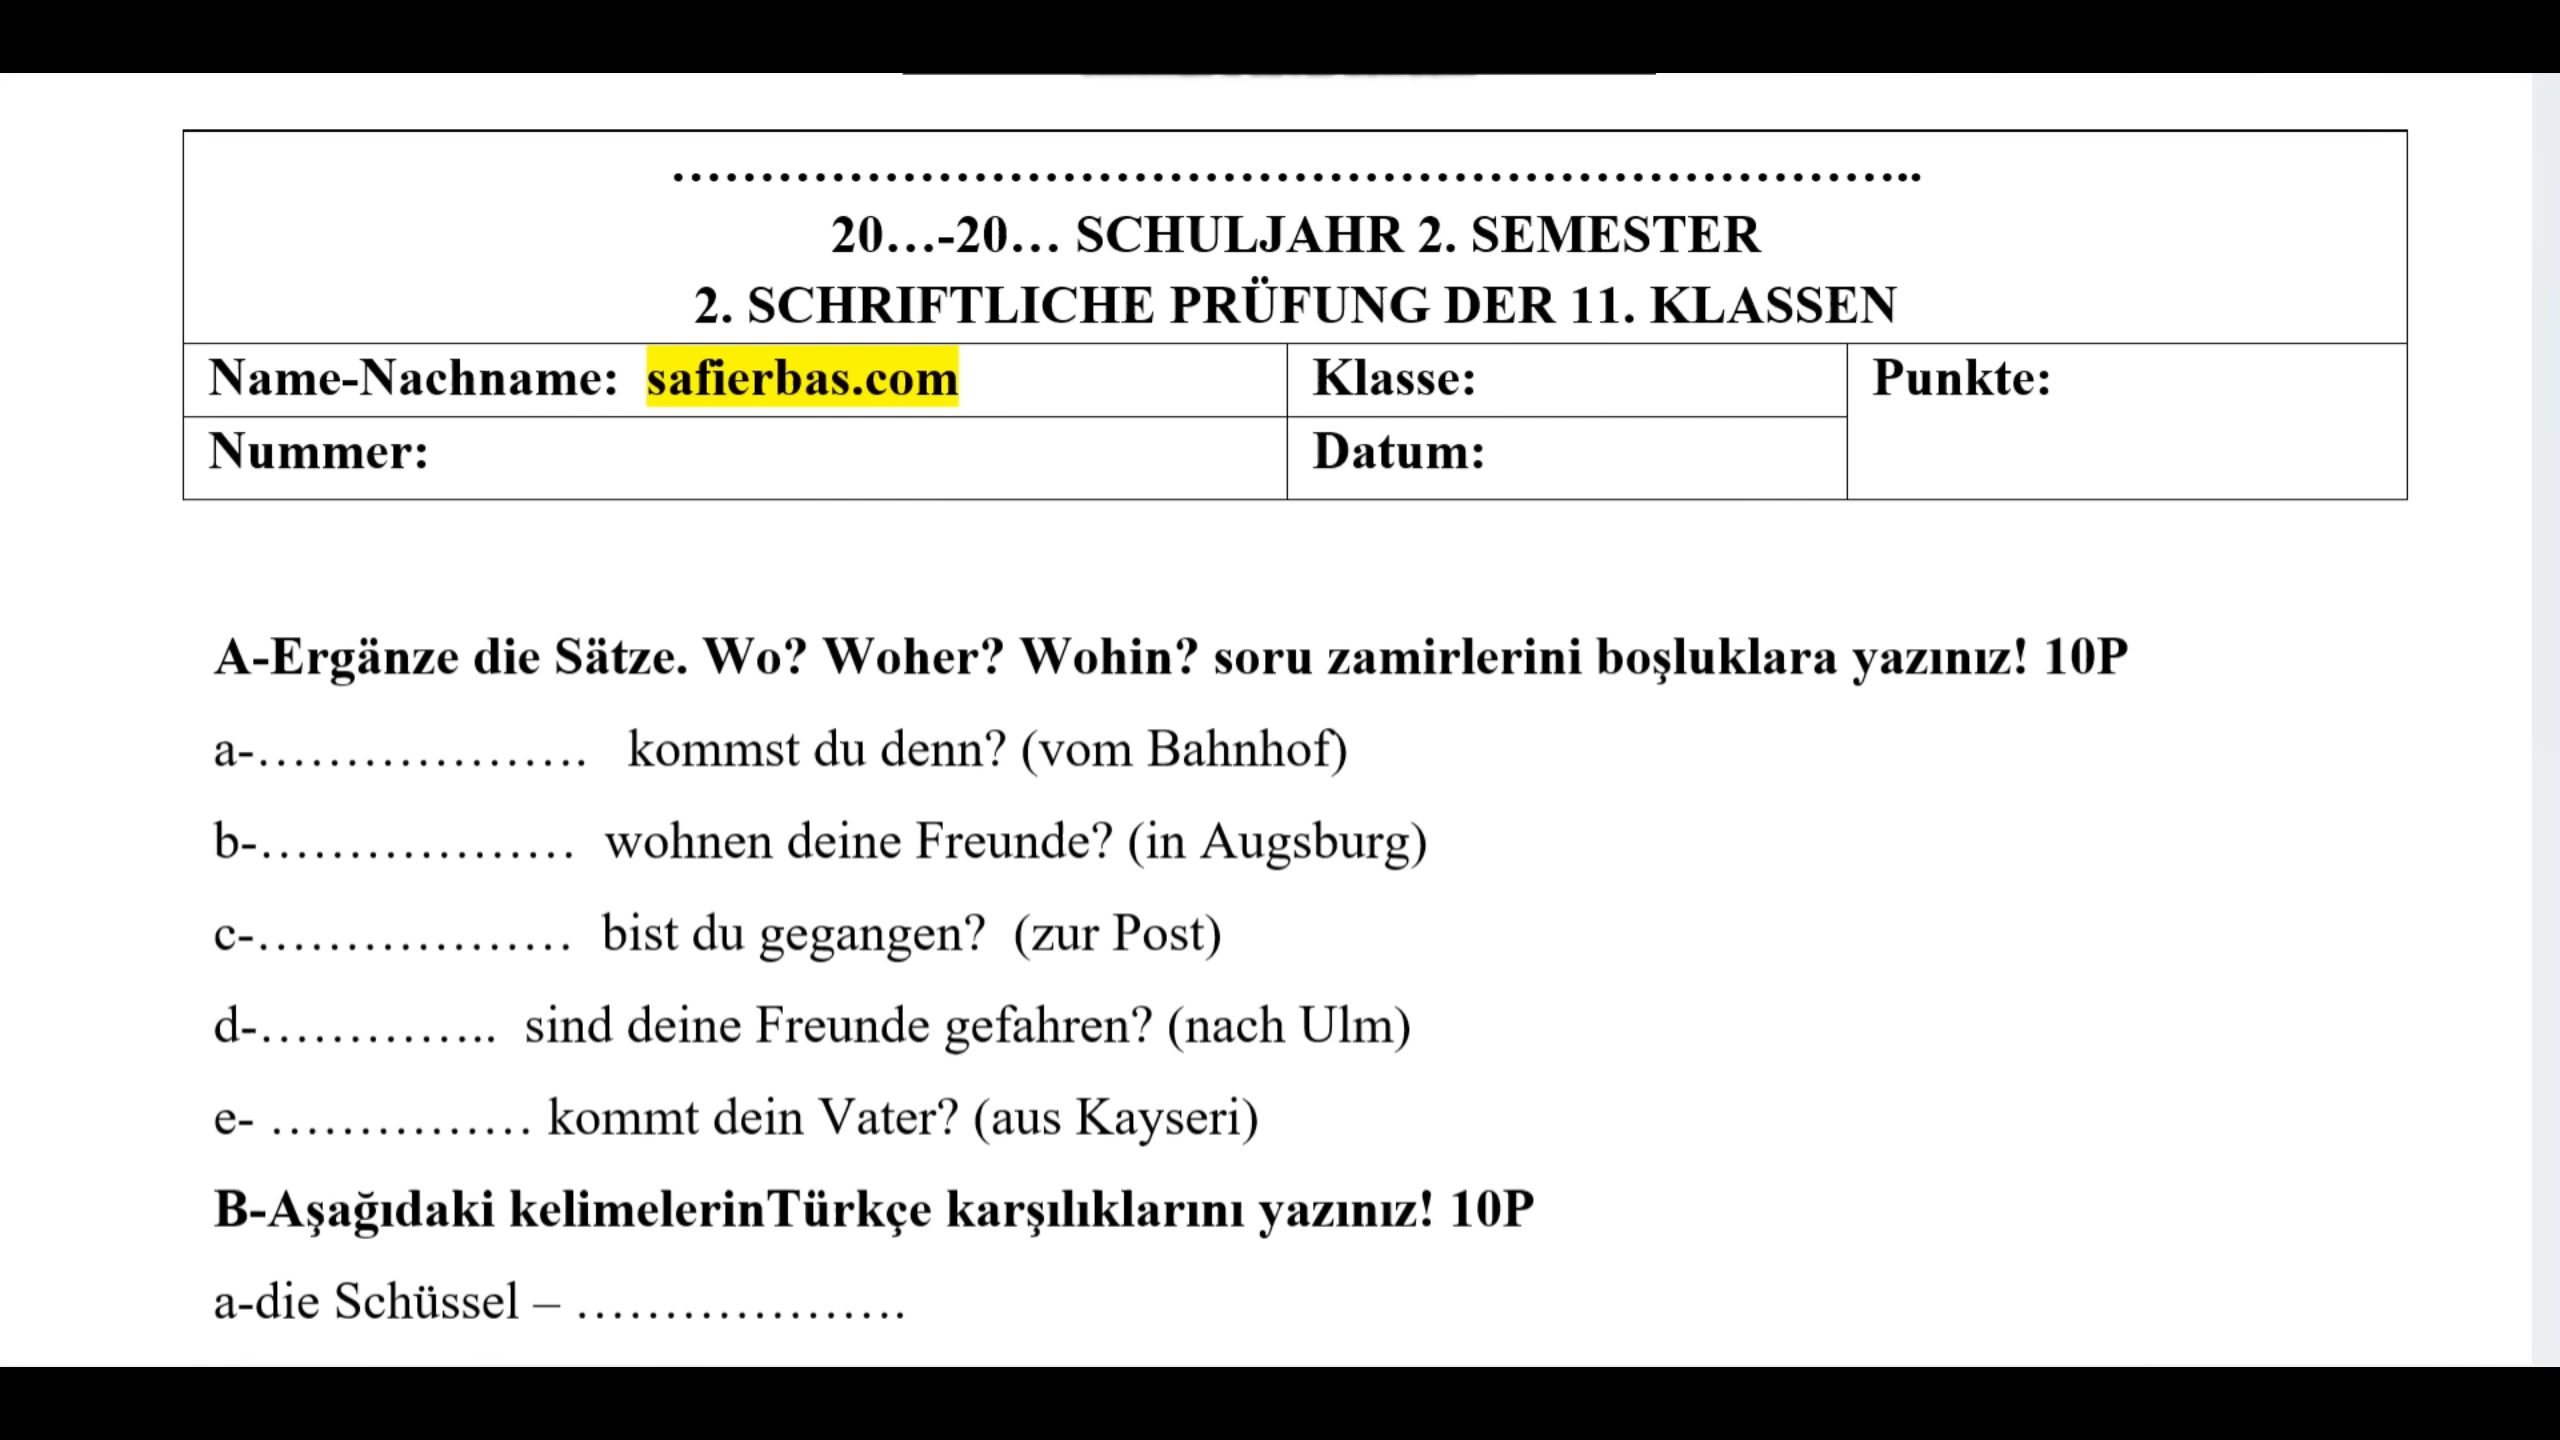 …………………………………………………………………..
20…-20… SCHULJAHR 2. SEMESTER
2. SCHRIFTLICHE PRÜFUNG DER 11. KLASSEN
Name-Nachname: safierbas.com
Klasse:
Punkte:
Nummer:
Datum:
A-Ergänze die Sätze. Wo? Woher? Wohin? soru zamirlerini boşluklara yazınız! 10P
a-………………. kommst du denn? (vom Bahnhof)
b-……………… wohnen deine Freunde? (in Augsburg)
c-……………… bist du gegangen? (zur Post)
d-………….. sind deine Freunde gefahren? (nach Ulm)
e- …………… kommt dein Vater? (aus Kayseri)
B-Aşağıdaki kelimelerinTürkçe karşılıklarını yazınız! 10P
a-die Schüssel – ……………….